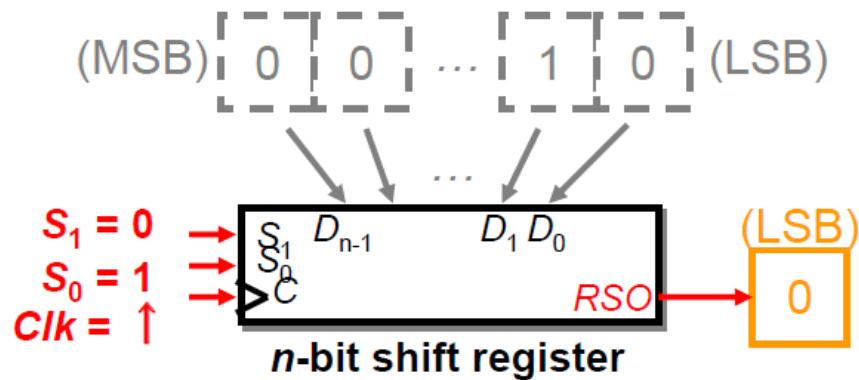 (MSB) 0 0 ... 1 0 (LSB)
...
S₁ = 0
S₁ Dₙ₋₁ D₁ D₀
(LSB)
S₀ = 1
S₀
Clk = ↑
C
RSO
0
n-bit shift register